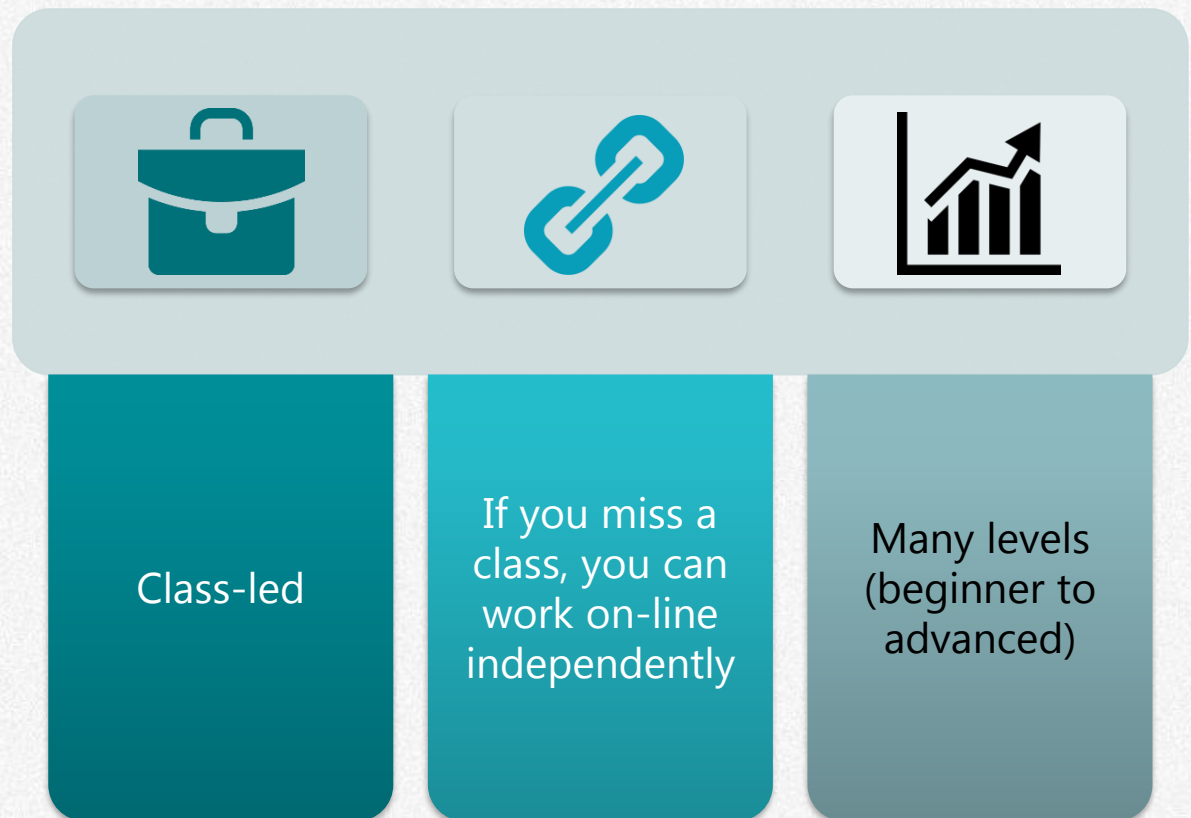 Class-led
If you miss a
class, you can
work on-line
independently
Many levels
(beginner to
advanced)